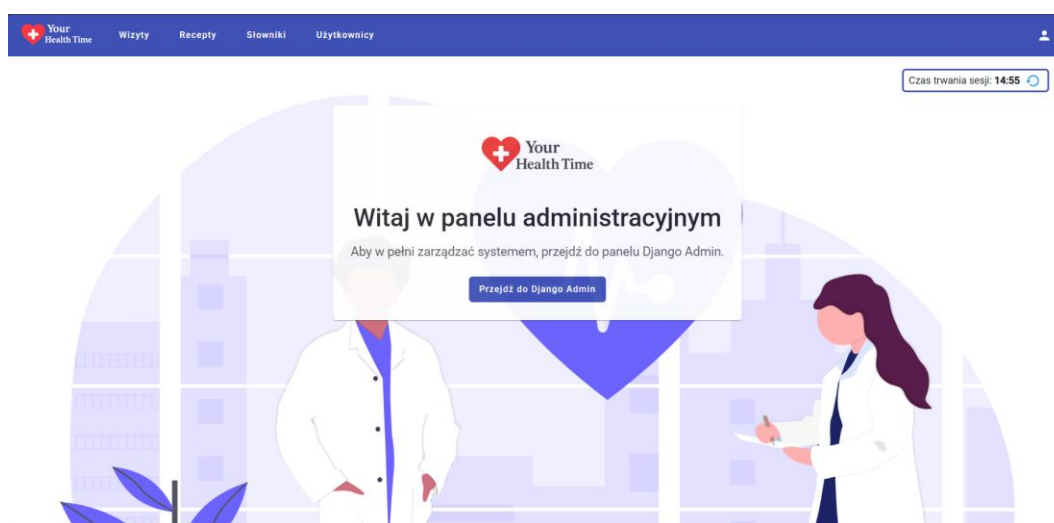 Your
Health Time
Wizyty Recepty Słowniki Użytkownicy
Czas trwania sesji: 14:55
Your
Health Time
Witaj w panelu administracyjnym
Aby w pełni zarządzać systemem, przejdź do panelu Django Admin.
Przejdź do Django Admin